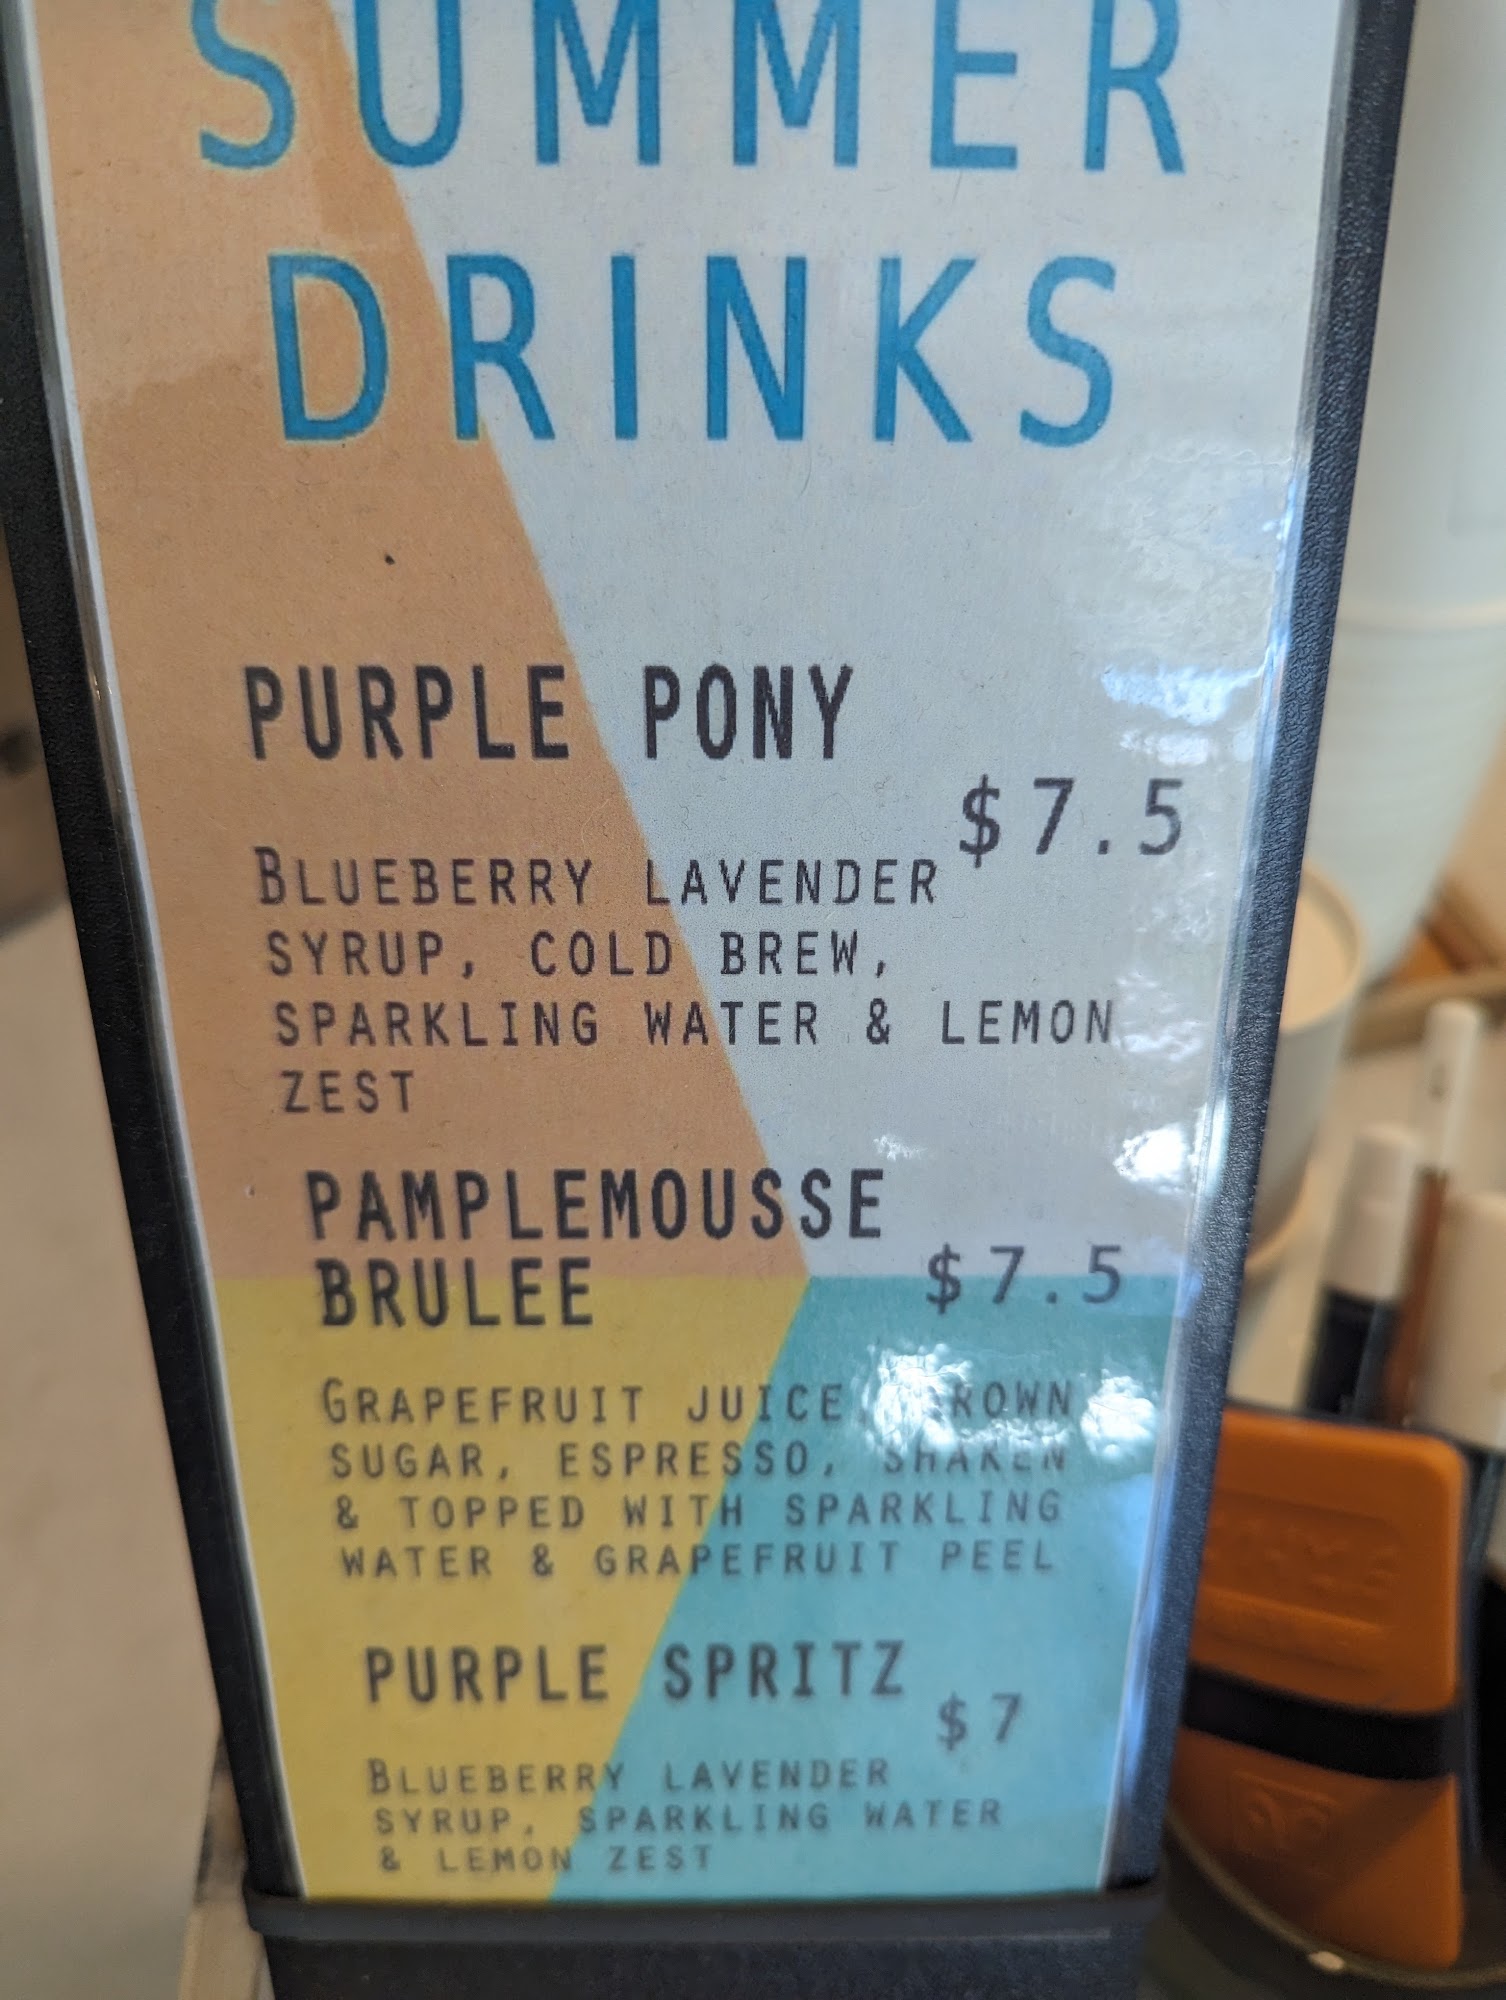 SUMMER
DRINKS
PURPLE PONY
$7.5
BLUEBERRY LAVENDER
SYRUP, COLD BREW,
SPARKLING WATER & LEMON
ZEST
PAMPLEMOUSSE
BRULEE
$7.5
GRAPEFRUIT JUICE, BROWN
SUGAR, ESPRESSO, SHAKEN
& TOPPED WITH SPARKLING
WATER & GRAPEFRUIT PEEL
PURPLE SPRITZ
$7
BLUEBERRY LAVENDER
SYRUP, SPARKLING WATER
& LEMON ZEST